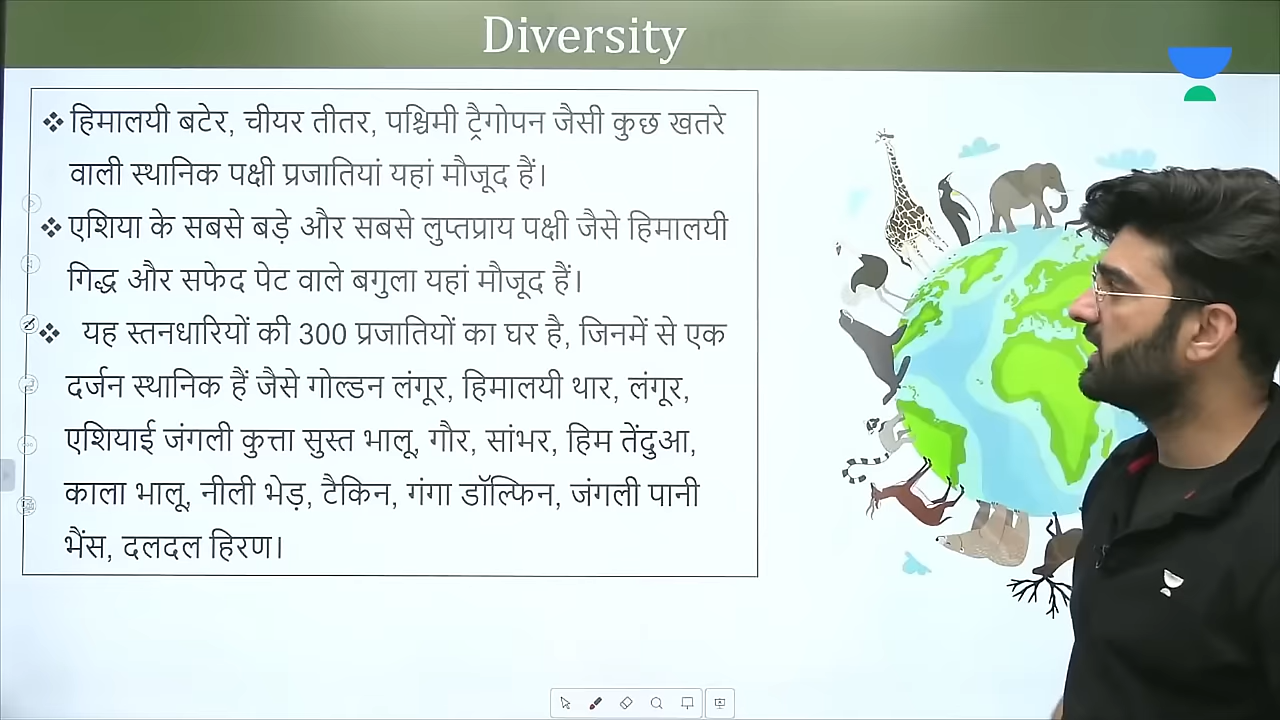 Diversity
❖ हिमालयी बटेर, चीयर तीतर, पश्चिमी ट्रैगोपन जैसी कुछ खतरे
वाली स्थानिक पक्षी प्रजातियां यहां मौजूद हैं।
❖ एशिया के सबसे बड़े और सबसे लुप्तप्राय पक्षी जैसे हिमालयी
गिद्ध और सफेद पेट वाले बगुला यहां मौजूद हैं।
❖ यह स्तनधारियों की 300 प्रजातियों का घर है, जिनमें से एक
दर्जन स्थानिक हैं जैसे गोल्डन लंगूर, हिमालयी थार, लंगूर,
एशियाई जंगली कुत्ता सुस्त भालू, गौर, सांभर, हिम तेंदुआ,
काला भालू, नीली भेड़, टैकिन, गंगा डॉल्फिन, जंगली पानी
भैंस, दलदल हिरण।